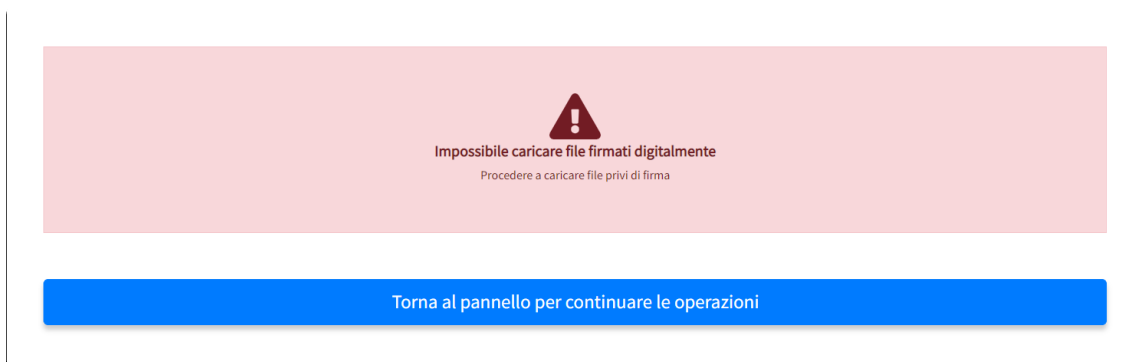 Impossibile caricare file firmati digitalmente
Procedere a caricare file privi di firma
Torna al pannello per continuare le operazioni